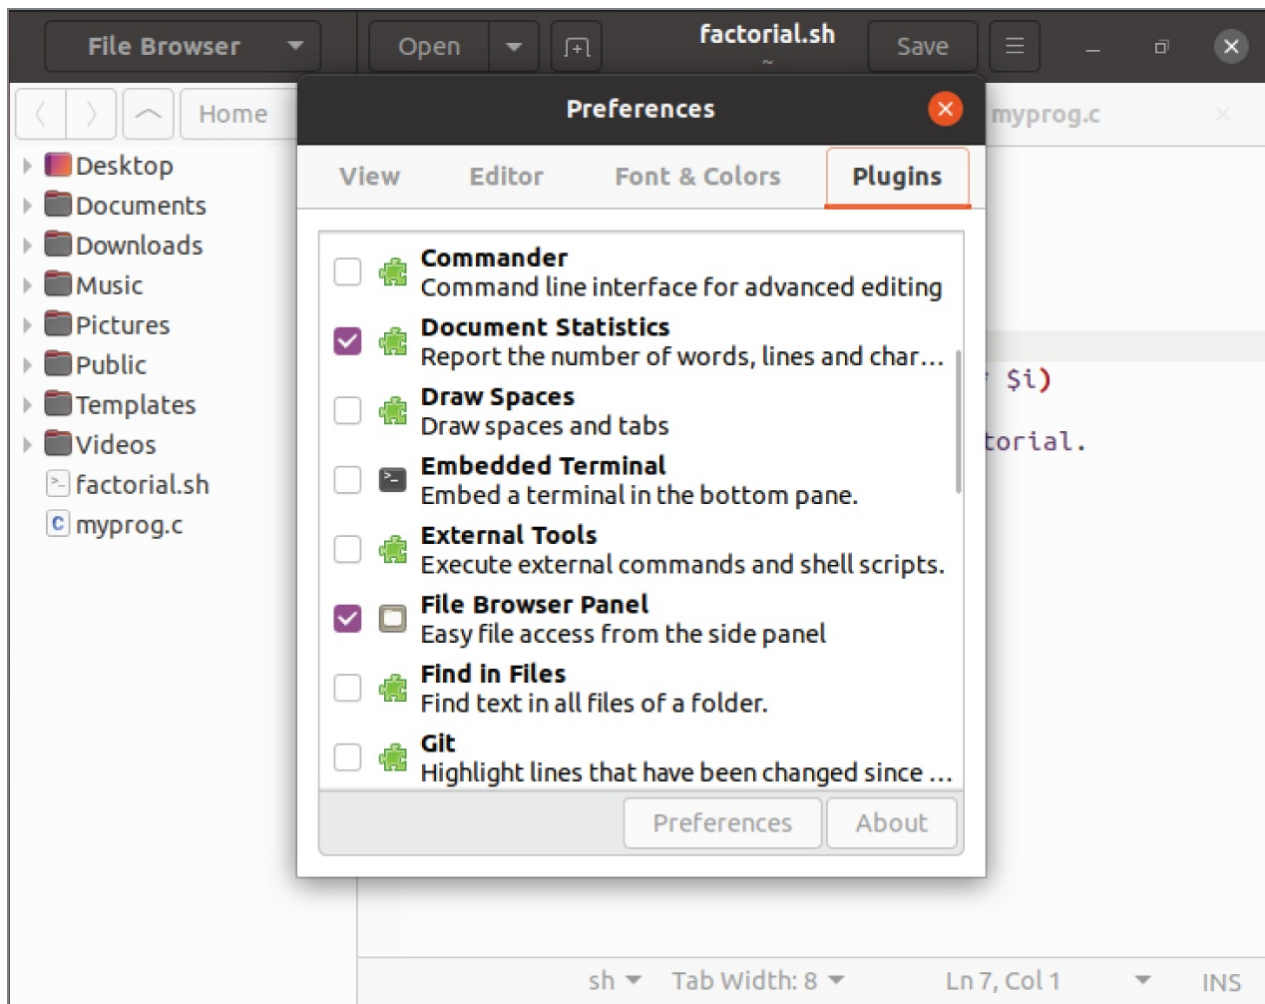 File Browser
Open
factorial.sh
~
Save
Home
Preferences
myprog.c
View
Editor
Font & Colors
Plugins
Desktop
Documents
Downloads
Music
Pictures
Public
Templates
Videos
factorial.sh
myprog.c
Commander
Command line interface for advanced editing
Document Statistics
Report the number of words, lines and char...
Draw Spaces
Draw spaces and tabs
Embedded Terminal
Embed a terminal in the bottom pane.
External Tools
Execute external commands and shell scripts.
File Browser Panel
Easy file access from the side panel
Find in Files
Find text in all files of a folder.
Git
Highlight lines that have been changed since ...
$i)
torial.
Preferences
About
sh
Tab Width: 8
Ln 7, Col 1
INS